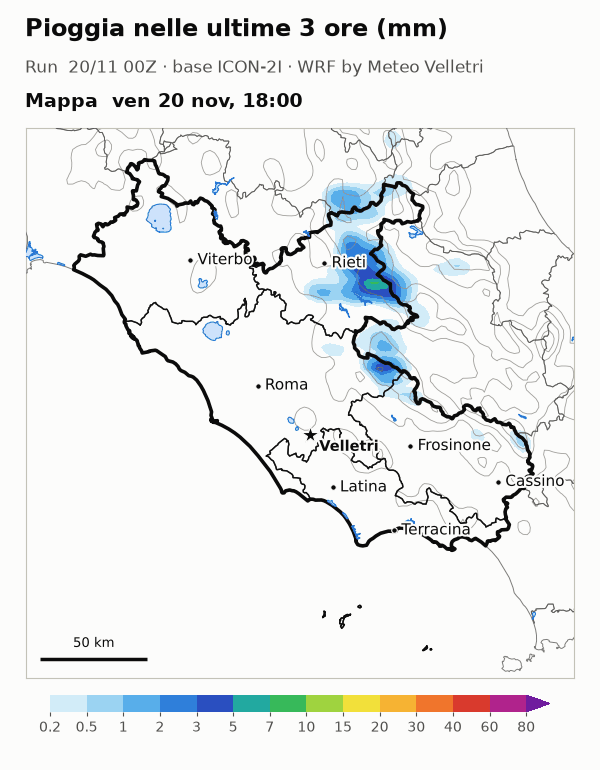 Pioggia nelle ultime 3 ore (mm)
Run  20/11 00Z · base ICON-2I · WRF by Meteo Velletri
Mappa  ven 20 nov, 18:00
Viterbo
Rieti
Roma
Velletri
Frosinone
Latina
Cassino
Terracina
50 km
0.2 0.5 1 2 3 5 7 10 15 20 30 40 60 80